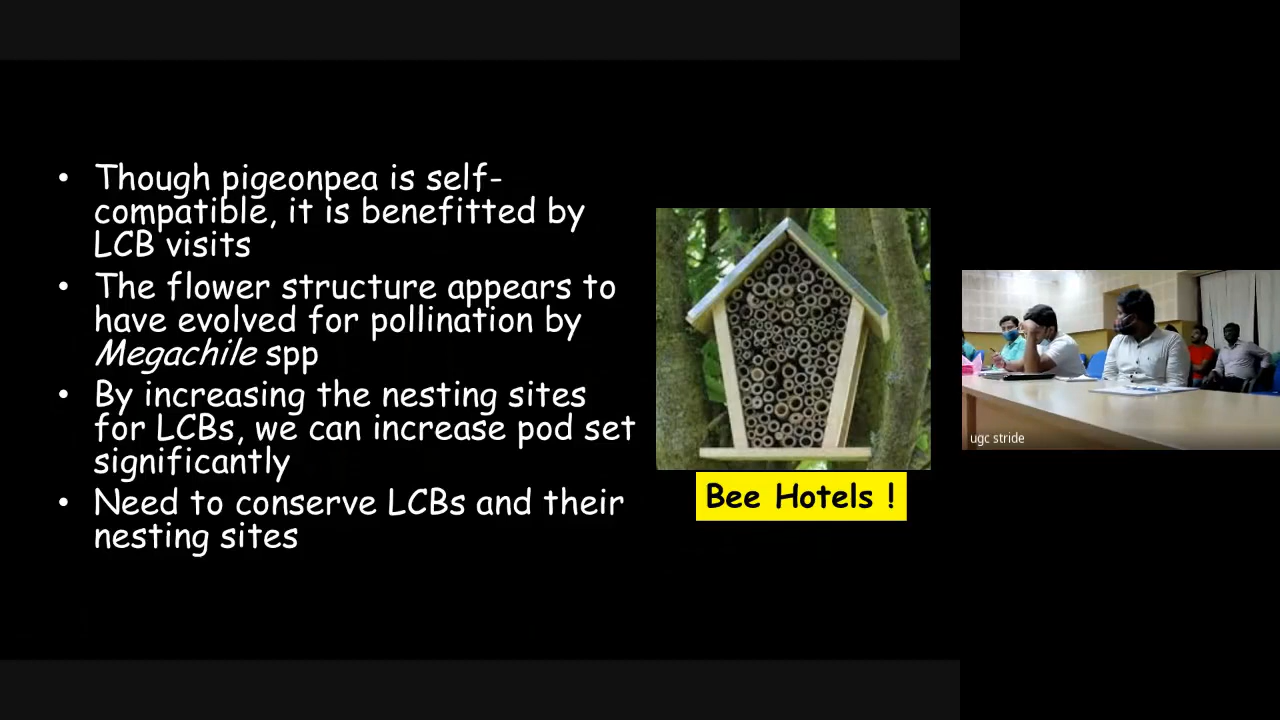 • Though pigeonpea is self-
compatible, it is benefitted by
LCB visits
• The flower structure appears to
have evolved for pollination by
Megachile spp
• By increasing the nesting sites
for LCBs, we can increase pod set
significantly
• Need to conserve LCBs and their
nesting sites
Bee Hotels !
ugc stride